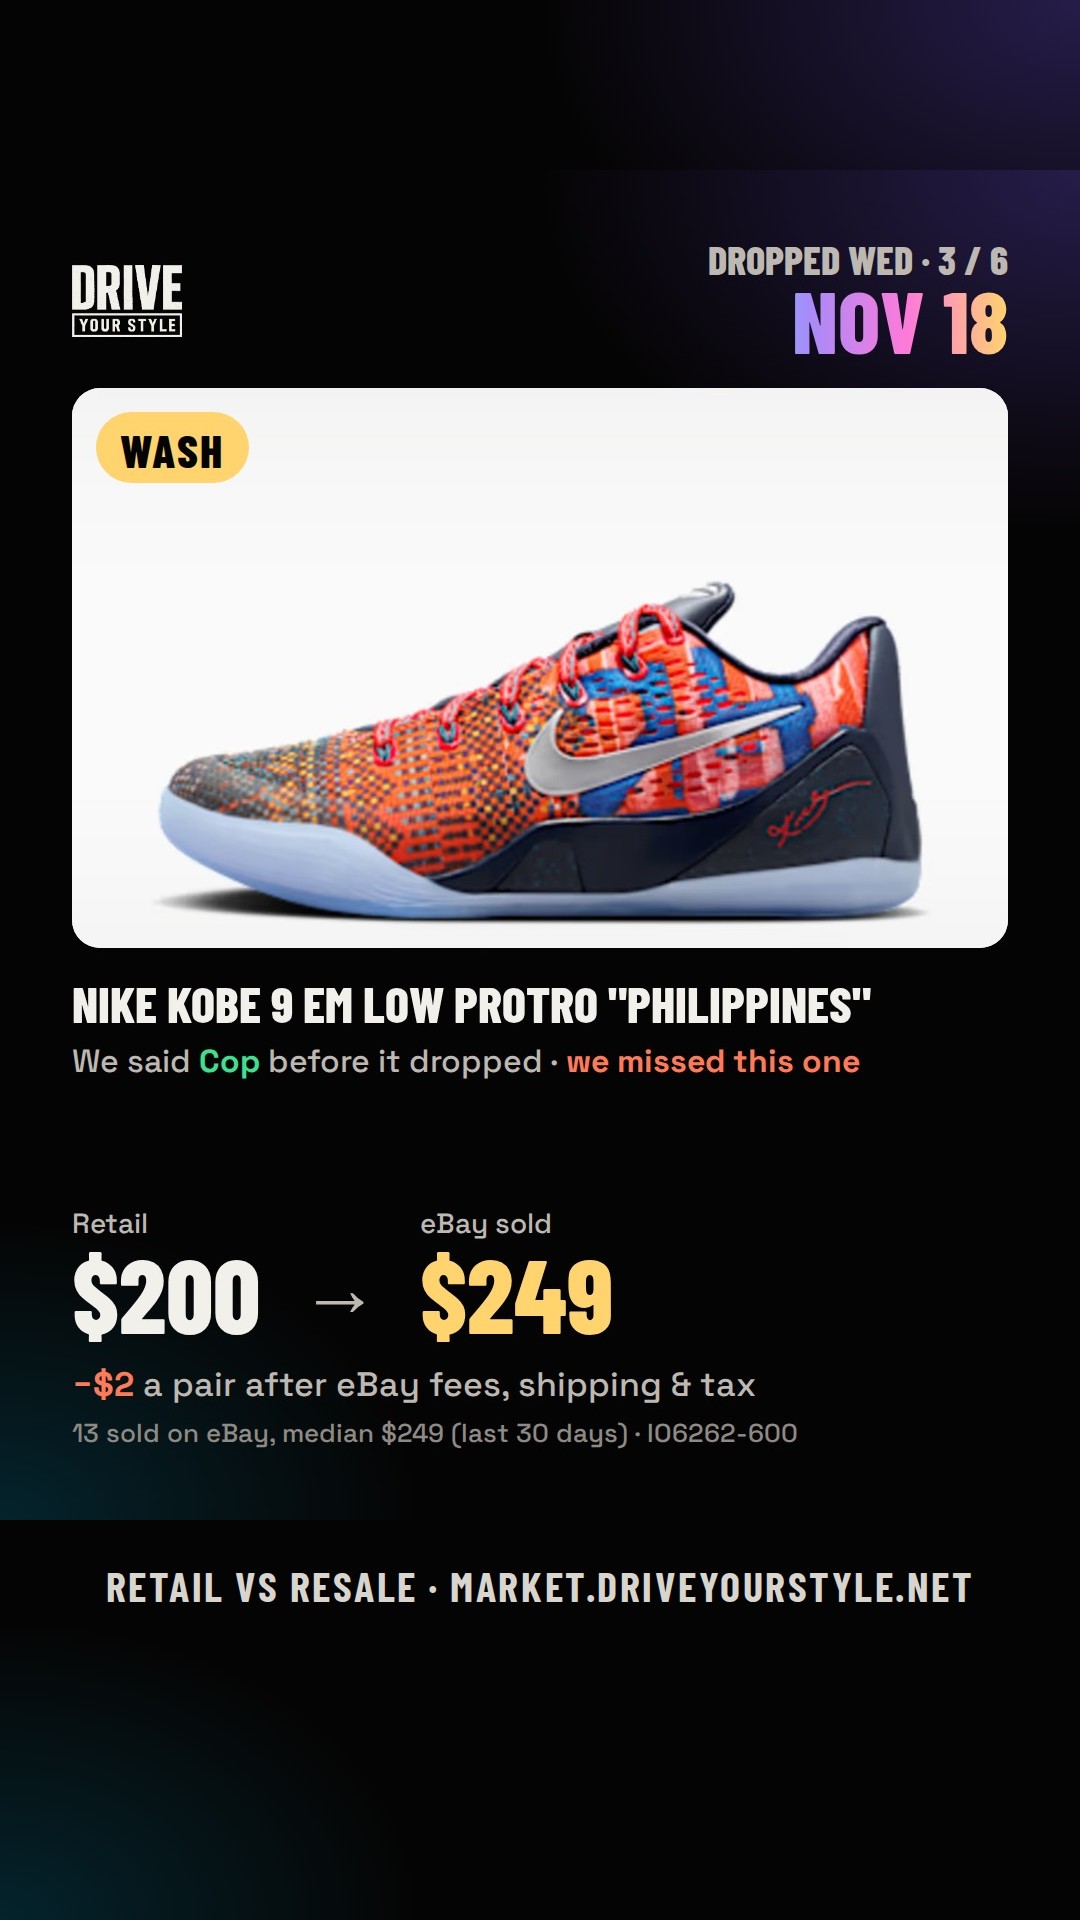 DRIVE
YOUR STYLE
DROPPED WED · 3 / 6
NOV 18
WASH
NIKE KOBE 9 EM LOW PROTRO "PHILIPPINES"
We said Cop before it dropped · we missed this one
Retail
eBay sold
$200 → $249
−$2 a pair after eBay fees, shipping & tax
13 sold on eBay, median $249 (last 30 days) · IO6262-600
RETAIL VS RESALE · MARKET.DRIVEYOURSTYLE.NET